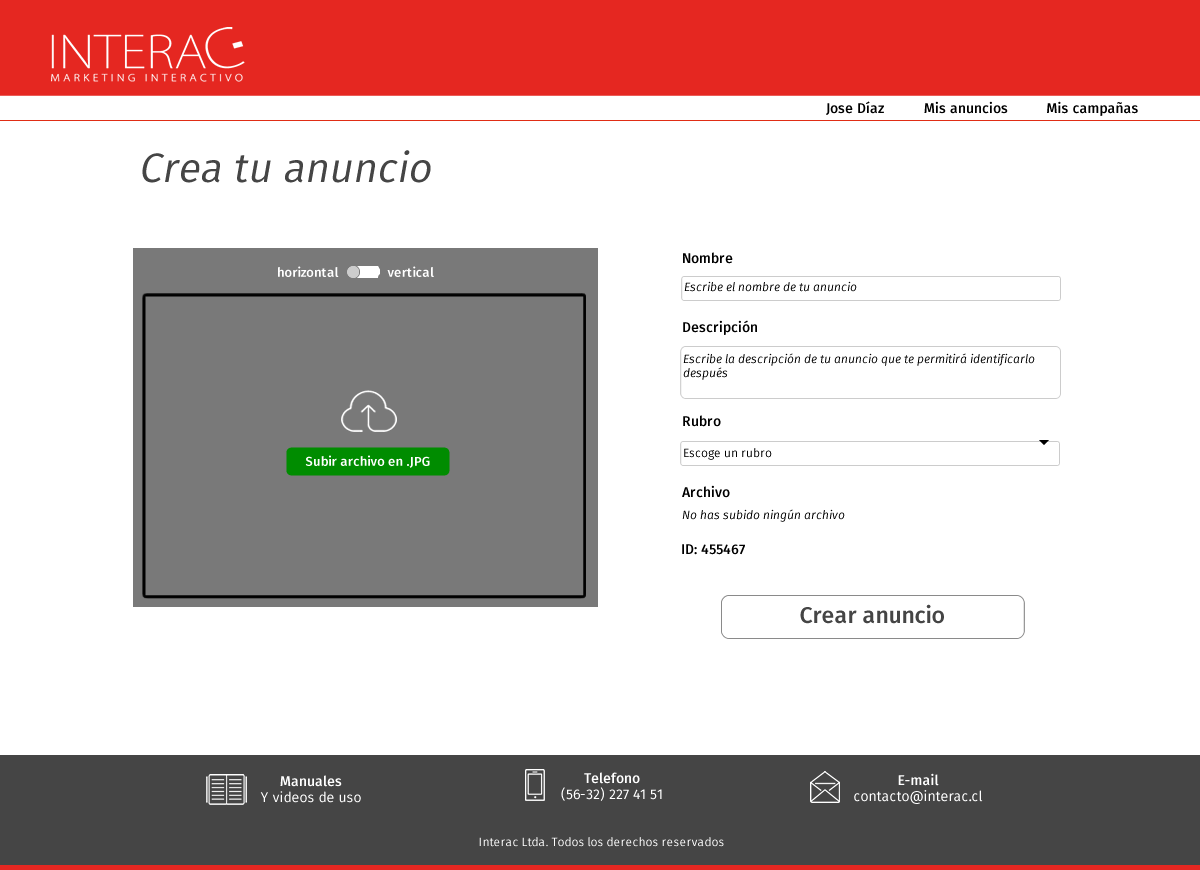 INTERAC
MARKETING INTERACTIVO
Jose Díaz Mis anuncios Mis campañas
Crea tu anuncio
horizontal vertical
Subir archivo en .JPG
Nombre
Escribe el nombre de tu anuncio
Descripción
Escribe la descripción de tu anuncio que te permitirá identificarlo
después
Rubro
Escoge un rubro
Archivo
No has subido ningún archivo
ID: 455467
Crear anuncio
Manuales
Y videos de uso
Telefono
(56-32) 227 41 51
E-mail
contacto@interac.cl
Interac Ltda. Todos los derechos reservados